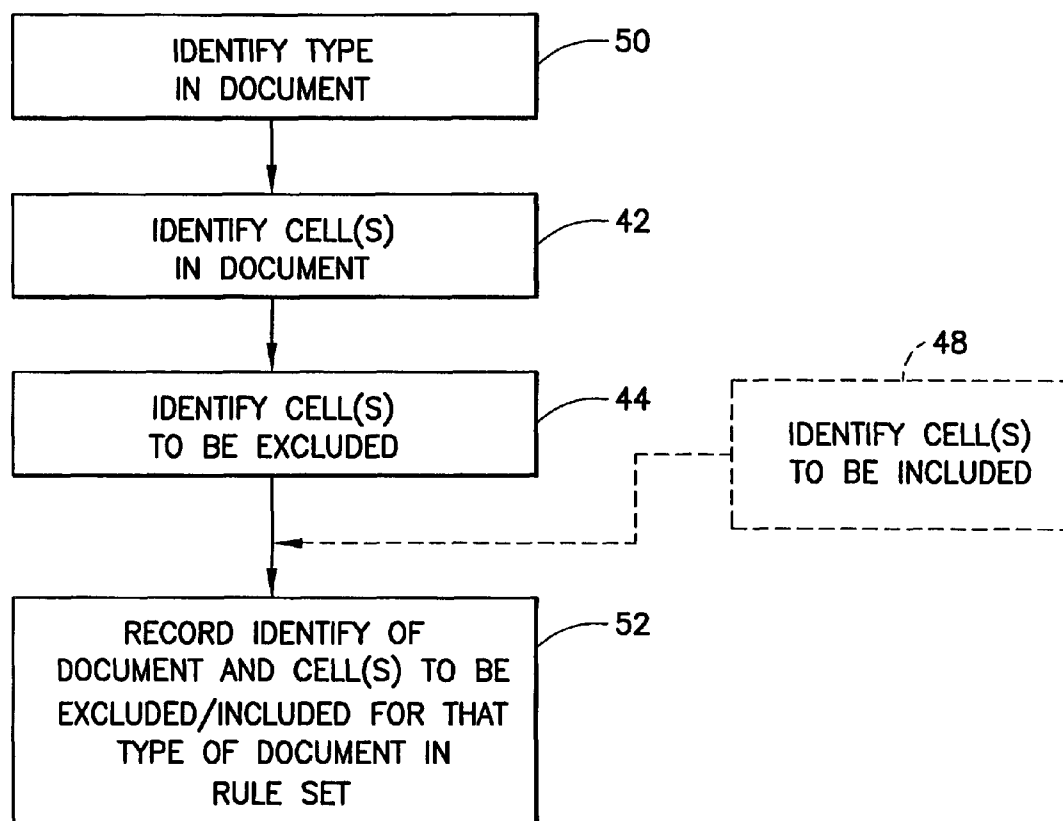 IDENTIFY TYPE
IN DOCUMENT
50
IDENTIFY CELL(S)
IN DOCUMENT
42
IDENTIFY CELL(S)
TO BE EXCLUDED
44
48
IDENTIFY CELL(S)
TO BE INCLUDED
RECORD IDENTIFY OF
DOCUMENT AND CELL(S) TO BE
EXCLUDED/INCLUDED FOR THAT
TYPE OF DOCUMENT IN
RULE SET
52